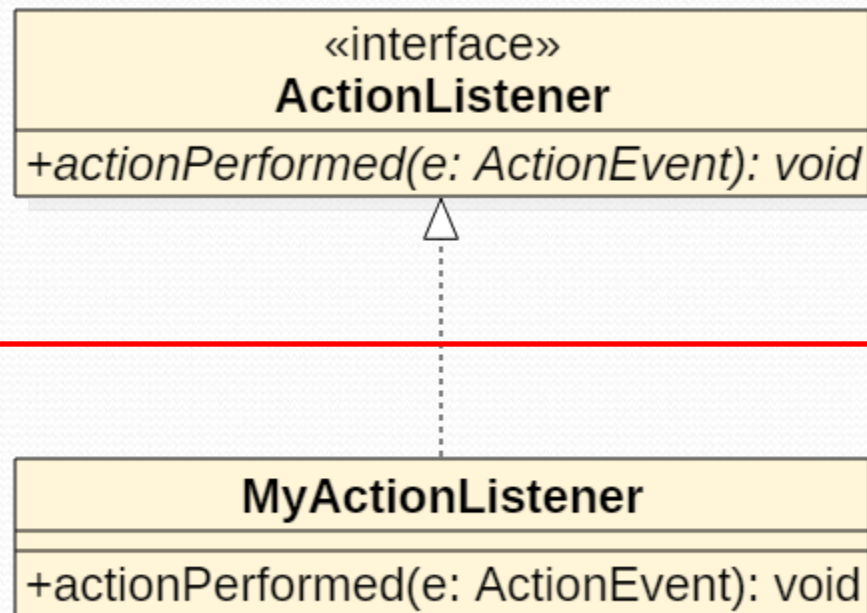 «interface»
ActionListener
+actionPerformed(e: ActionEvent): void
MyActionListener
+actionPerformed(e: ActionEvent): void